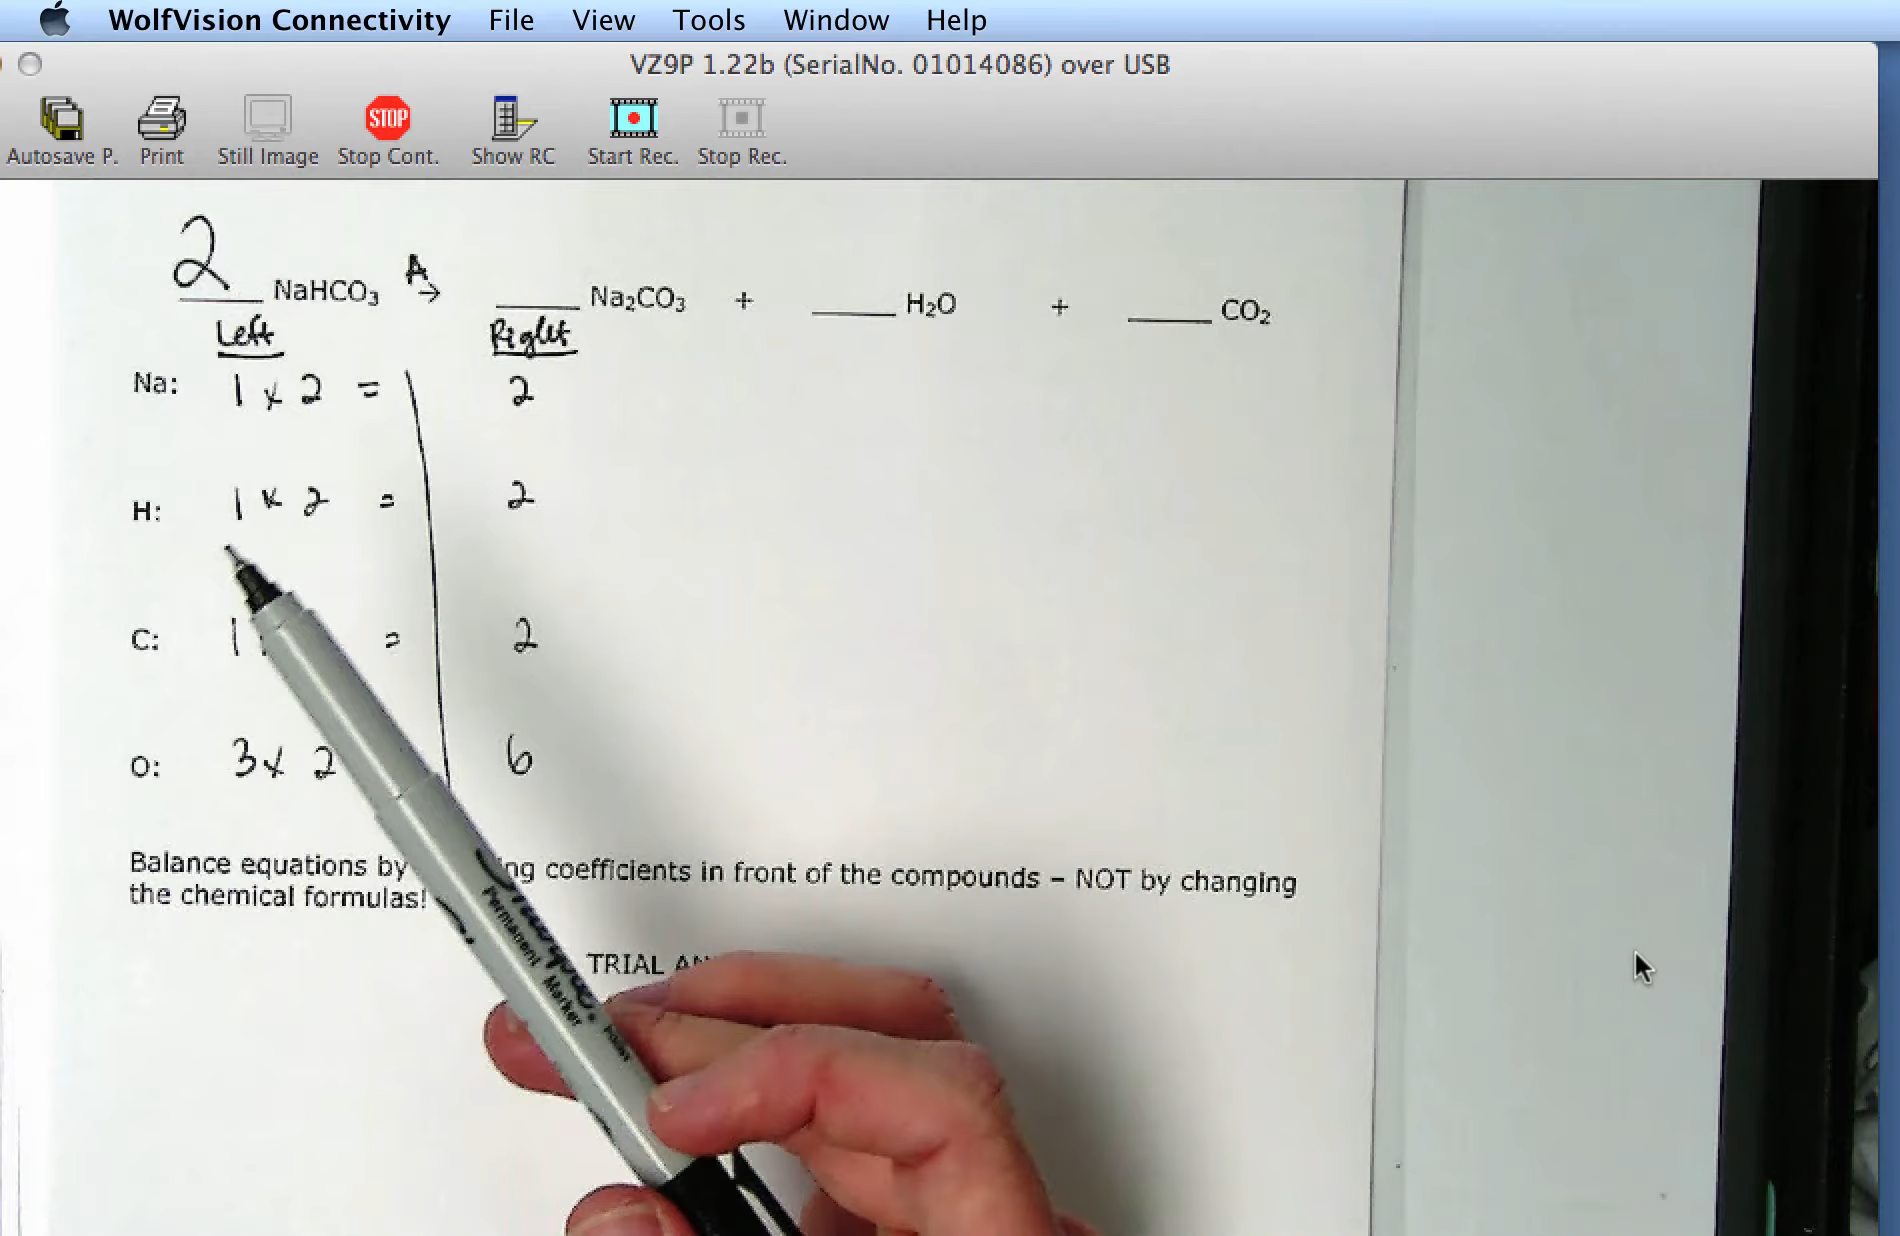 WolfVision Connectivity File View Tools Window Help
VZ9P 1.22b (SerialNo. 01014086) over USB
Autosave P. Print Still Image Stop Cont. Show RC Start Rec. Stop Rec.
STOP
2 NaHCO₃ → ____ Na₂CO₃ + ____ H₂O + ____ CO₂
Left Right
Na: 1 x 2 = 2
H: 1 x 2 = 2
C: 1 = 2
O: 3 x 2 6
Balance equations by ng coefficients in front of the compounds – NOT by changing
the chemical formulas!
TRIAL
Permanent Marker